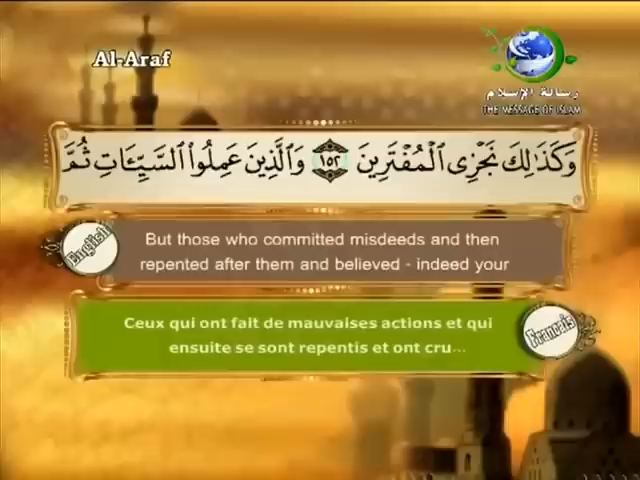 Al-Araf
رسالة الإسلام
THE MESSAGE OF ISLAM
وَكَذَٰلِكَ نَجْزِى ٱلْمُفْتَرِينَ ١٥٢ وَٱلَّذِينَ عَمِلُوا۟ ٱلسَّيِّـَٔاتِ ثُمَّ
English
But those who committed misdeeds and then
repented after them and believed - indeed your
Ceux qui ont fait de mauvaises actions et qui
ensuite se sont repentis et ont cru...
Francais